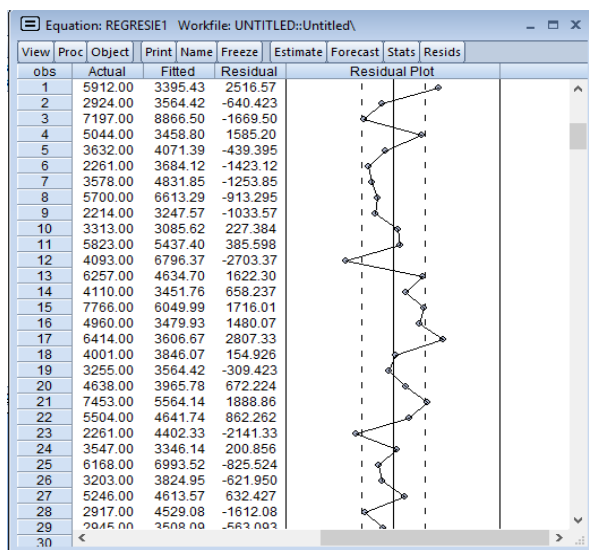 Equation: REGRESIE1 Workfile: UNTITLED::Untitled\
View Proc Object Print Name Freeze Estimate Forecast Stats Resids
obs Actual Fitted Residual Residual Plot
1 5912.00 3395.43 2516.57
2 2924.00 3564.42 -640.423
3 7197.00 8866.50 -1669.50
4 5044.00 3458.80 1585.20
5 3632.00 4071.39 -439.395
6 2261.00 3684.12 -1423.12
7 3578.00 4831.85 -1253.85
8 5700.00 6613.29 -913.295
9 2214.00 3247.57 -1033.57
10 3313.00 3085.62 227.384
11 5823.00 5437.40 385.598
12 4093.00 6796.37 -2703.37
13 6257.00 4634.70 1622.30
14 4110.00 3451.76 658.237
15 7766.00 6049.99 1716.01
16 4960.00 3479.93 1480.07
17 6414.00 3606.67 2807.33
18 4001.00 3846.07 154.926
19 3255.00 3564.42 -309.423
20 4638.00 3965.78 672.224
21 7453.00 5564.14 1888.86
22 5504.00 4641.74 862.262
23 2261.00 4402.33 -2141.33
24 3547.00 3346.14 200.856
25 6168.00 6993.52 -825.524
26 3203.00 3824.95 -621.950
27 5246.00 4613.57 632.427
28 2917.00 4529.08 -1612.08
29 2945.00 3508.09 -563.093
30